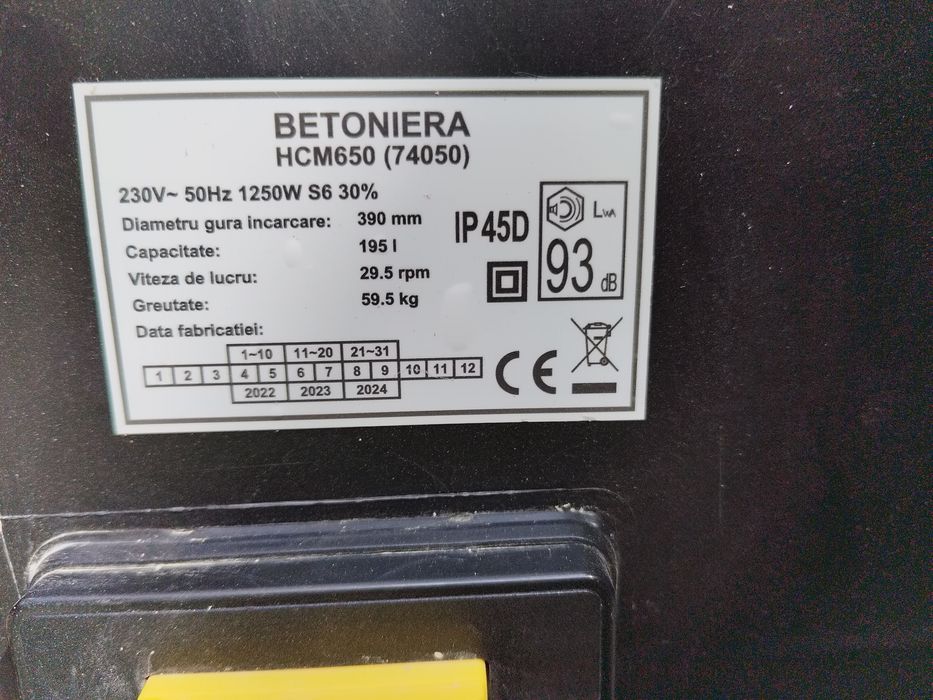 BETONIERA
HCM650 (74050)
230V~ 50Hz 1250W S6 30%
Diametru gura incarcare: 390 mm
Capacitate: 195 l
Viteza de lucru: 29.5 rpm
Greutate: 59.5 kg
Data fabricatiei:
IP45D
LWA
93 dB
1~10 11~20 21~31
1 2 3 4 5 6 7 8 9 10 11 12
2022 2023 2024
CE